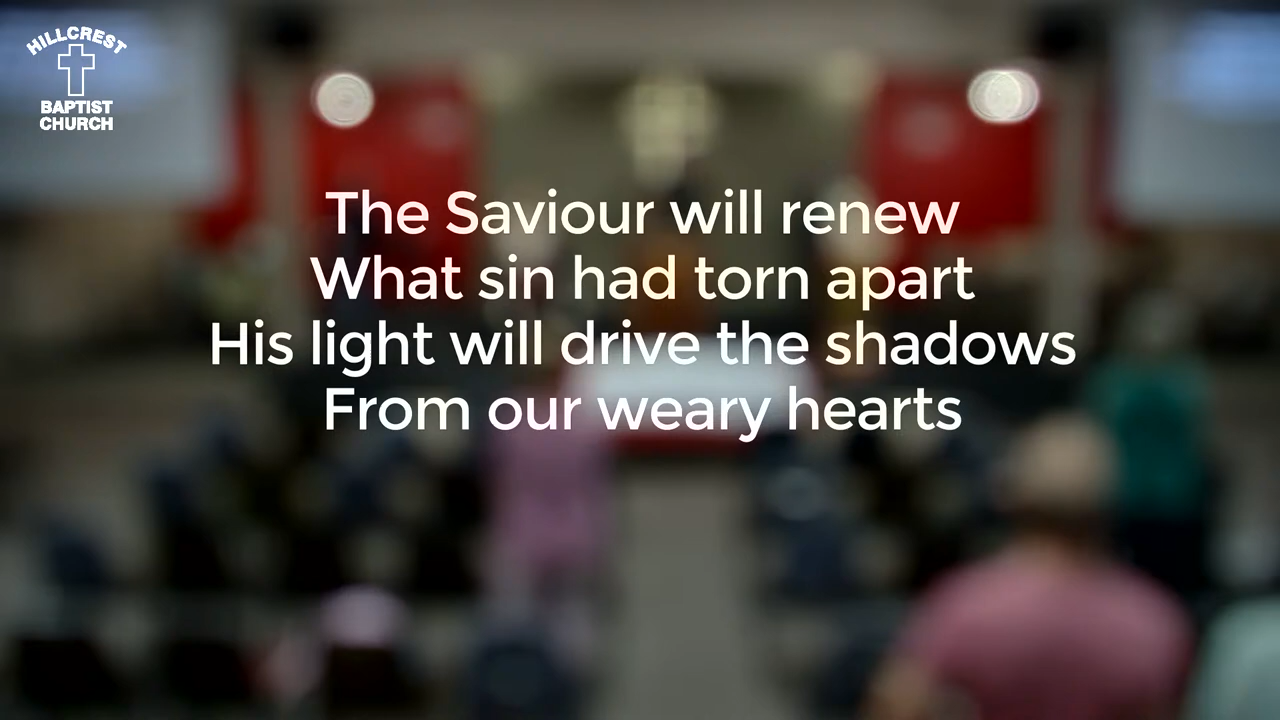 HILLCREST
BAPTIST
CHURCH
The Saviour will renew
What sin had torn apart
His light will drive the shadows
From our weary hearts